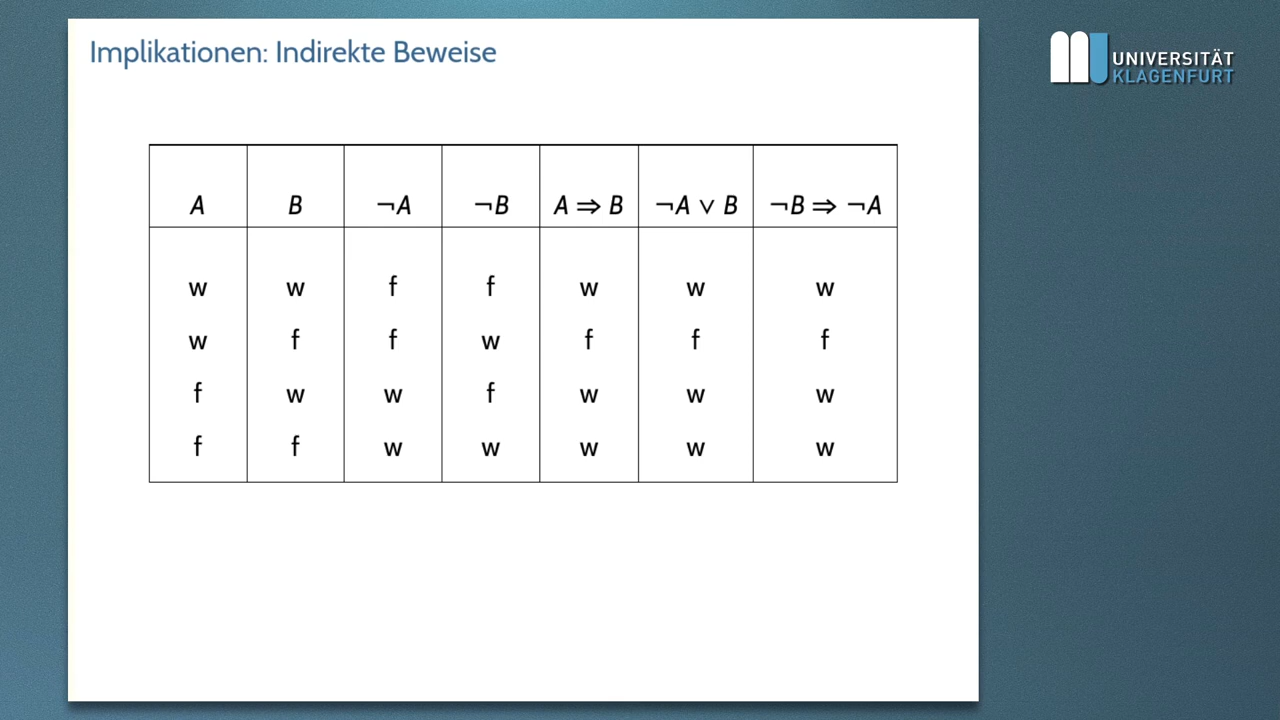 Implikationen: Indirekte Beweise
UNIVERSITÄT
KLAGENFURT
A B ¬A ¬B A ⇒ B ¬A ∨ B ¬B ⇒ ¬A
w w f f w w w
w f f w f f f
f w w f w w w
f f w w w w w